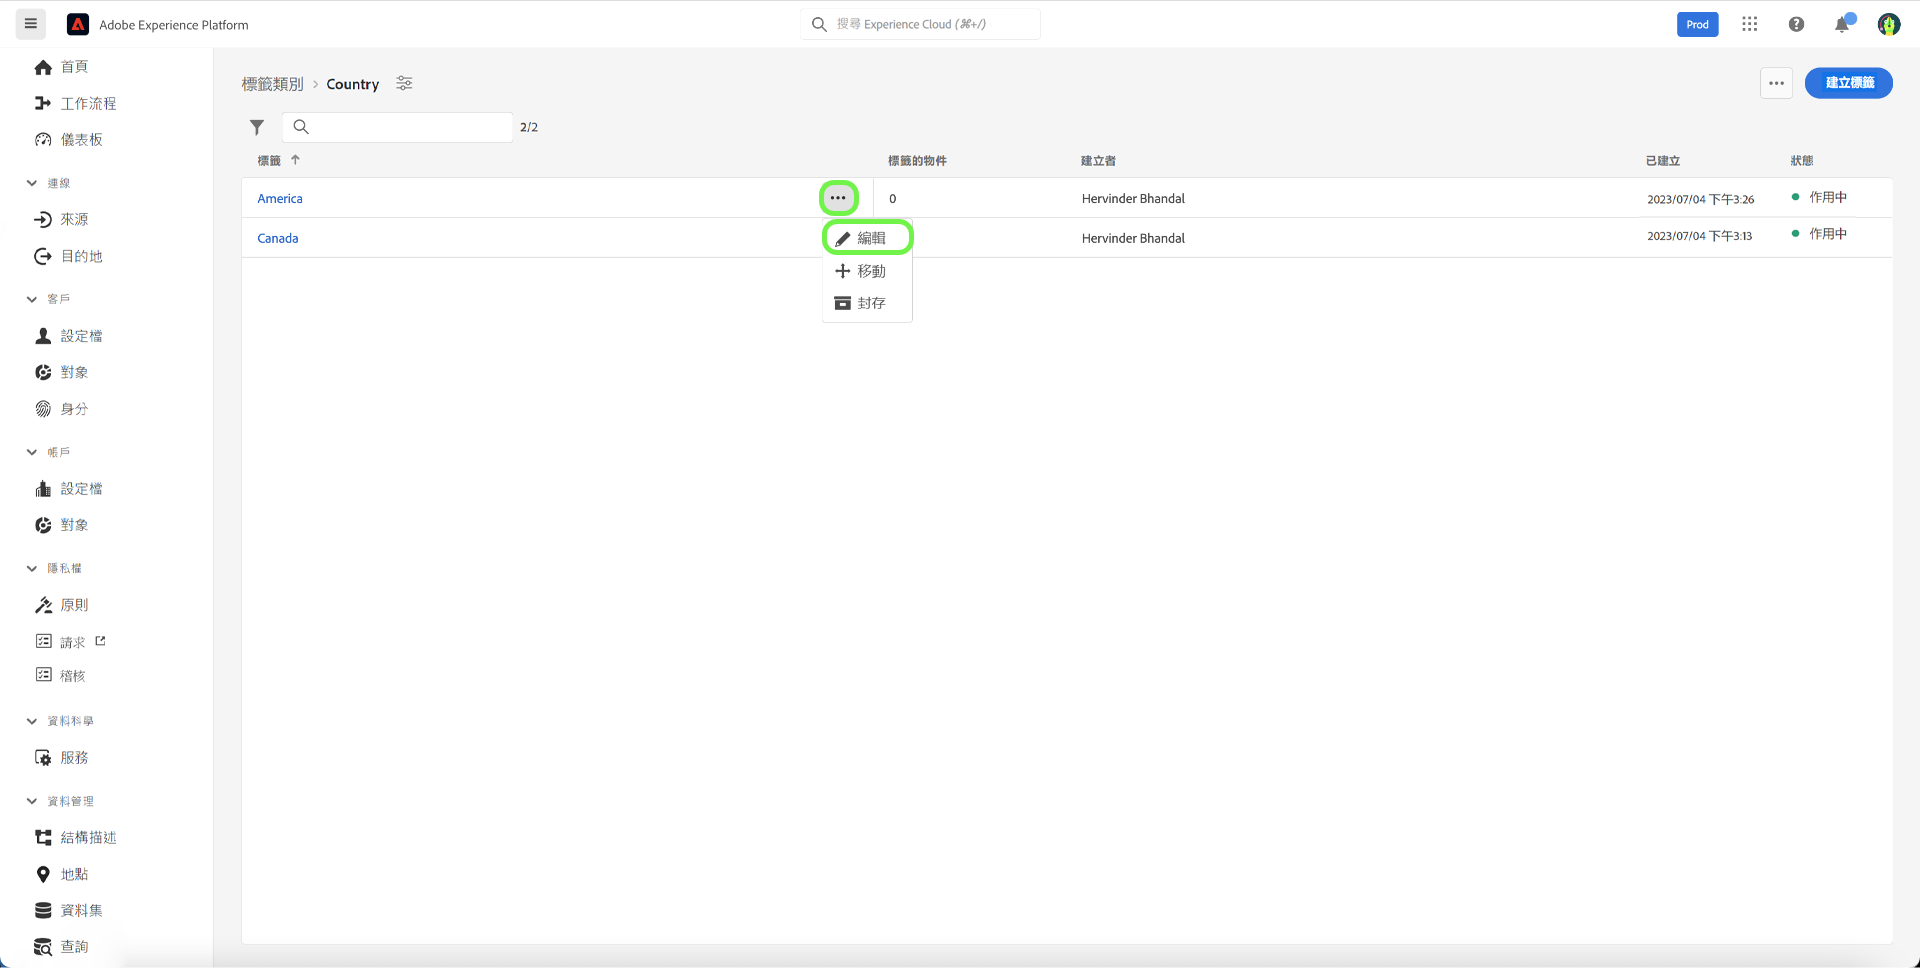 Adobe Experience Platform
搜尋 Experience Cloud (⌘+/)
Prod
首頁
工作流程
儀表板
連線
來源
目的地
客戶
設定檔
對象
身分
帳戶
設定檔
對象
隱私權
原則
請求
稽核
資料科學
服務
資料管理
結構描述
地點
資料集
查詢
標籤類別 > Country
建立標籤
2/2
標籤 ↑ 標籤的物件 建立者 已建立 狀態
America 0 Hervinder Bhandal 2023/07/04 下午3:26 作用中
Canada Hervinder Bhandal 2023/07/04 下午3:13 作用中
編輯
移動
封存